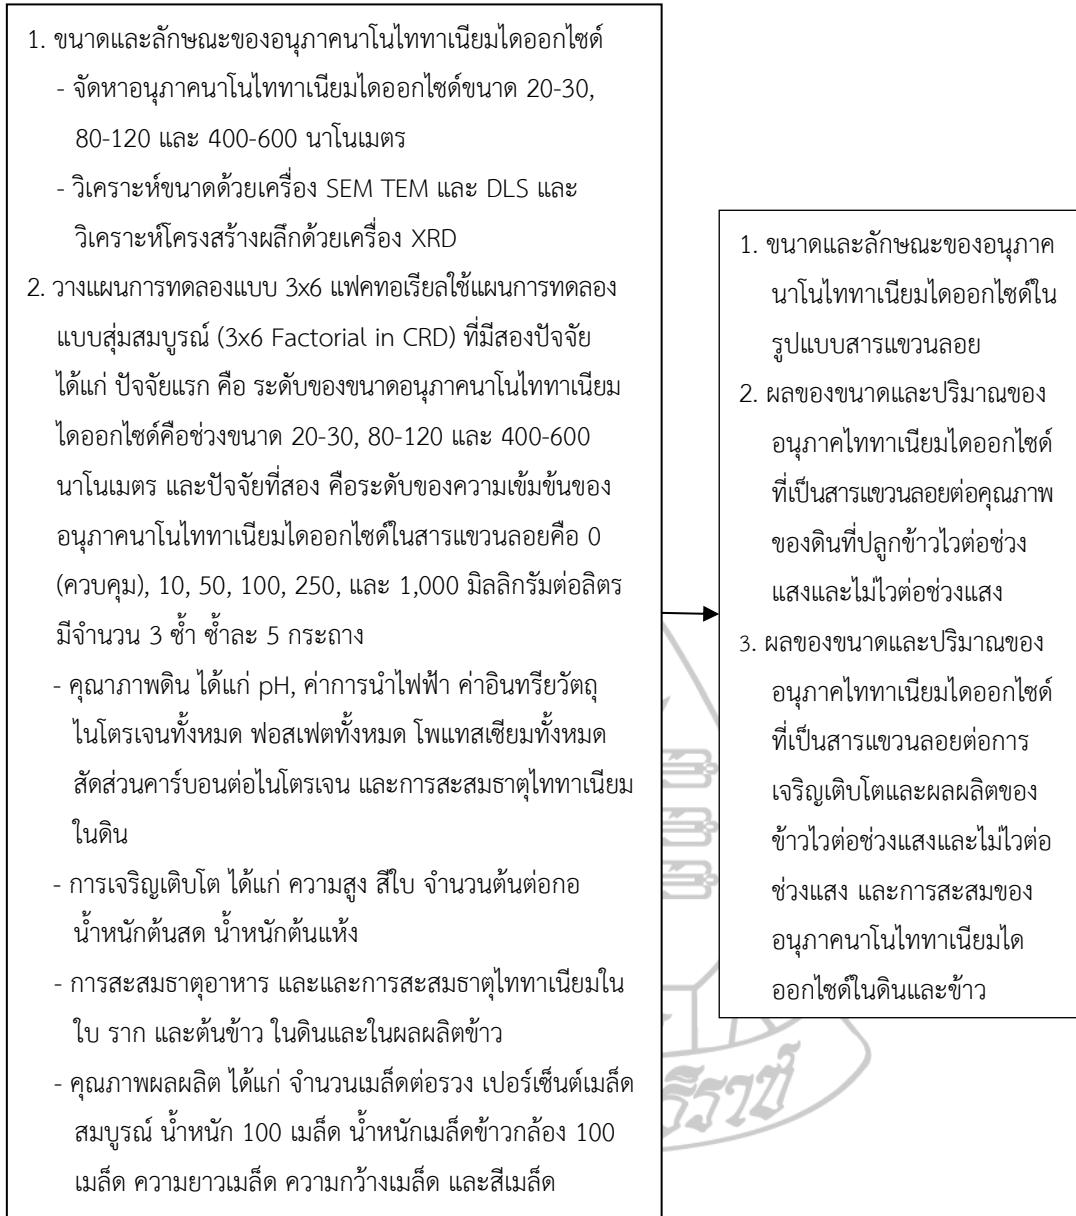 1. ขนาดและลักษณะของอนุภาคนาโนไททาเนียมไดออกไซด์
- จัดหาอนุภาคนาโนไททาเนียมไดออกไซด์ขนาด 20-30,
80-120 และ 400-600 นาโนเมตร
- วิเคราะห์ขนาดด้วยเครื่อง SEM TEM และ DLS และ
วิเคราะห์โครงสร้างผลึกด้วยเครื่อง XRD
2. วางแผนการทดลองแบบ 3x6 แฟคทอเรียลใช้แผนการทดลอง
แบบสุ่มสมบูรณ์ (3x6 Factorial in CRD) ที่มีสองปัจจัย
ได้แก่ ปัจจัยแรก คือ ระดับของขนาดอนุภาคนาโนไททาเนียม
ไดออกไซด์คือช่วงขนาด 20-30, 80-120 และ 400-600
นาโนเมตร และปัจจัยที่สอง คือระดับของความเข้มข้นของ
อนุภาคนาโนไททาเนียมไดออกไซด์ในสารแขวนลอยคือ 0
(ควบคุม), 10, 50, 100, 250, และ 1,000 มิลลิกรัมต่อลิตร
มีจำนวน 3 ซ้ำ ซ้ำละ 5 กระถาง
- คุณาภาพดิน ได้แก่ pH, ค่าการนำไฟฟ้า ค่าอินทรียวัตถุ
ไนโตรเจนทั้งหมด ฟอสเฟตทั้งหมด โพแทสเซียมทั้งหมด
สัดส่วนคาร์บอนต่อไนโตรเจน และการสะสมธาตุไททาเนียม
ในดิน
- การเจริญเติบโต ได้แก่ ความสูง สีใบ จำนวนต้นต่อกอ
น้ำหนักต้นสด น้ำหนักต้นแห้ง
- การสะสมธาตุอาหาร และและการสะสมธาตุไททาเนียมใน
ใบ ราก และต้นข้าว ในดินและในผลผลิตข้าว
- คุณภาพผลผลิต ได้แก่ จำนวนเมล็ดต่อรวง เปอร์เซ็นต์เมล็ด
สมบูรณ์ น้ำหนัก 100 เมล็ด น้ำหนักเมล็ดข้าวกล้อง 100
เมล็ด ความยาวเมล็ด ความกว้างเมล็ด และสีเมล็ด
1. ขนาดและลักษณะของอนุภาค
นาโนไททาเนียมไดออกไซด์ใน
รูปแบบสารแขวนลอย
2. ผลของขนาดและปริมาณของ
อนุภาคไททาเนียมไดออกไซด์
ที่เป็นสารแขวนลอยต่อคุณภาพ
ของดินที่ปลูกข้าวไวต่อช่วง
แสงและไม่ไวต่อช่วงแสง
3. ผลของขนาดและปริมาณของ
อนุภาคไททาเนียมไดออกไซด์
ที่เป็นสารแขวนลอยต่อการ
เจริญเติบโตและผลผลิตของ
ข้าวไวต่อช่วงแสงและไม่ไวต่อ
ช่วงแสง และการสะสมของ
อนุภาคนาโนไททาเนียมได
ออกไซด์ในดินและข้าว